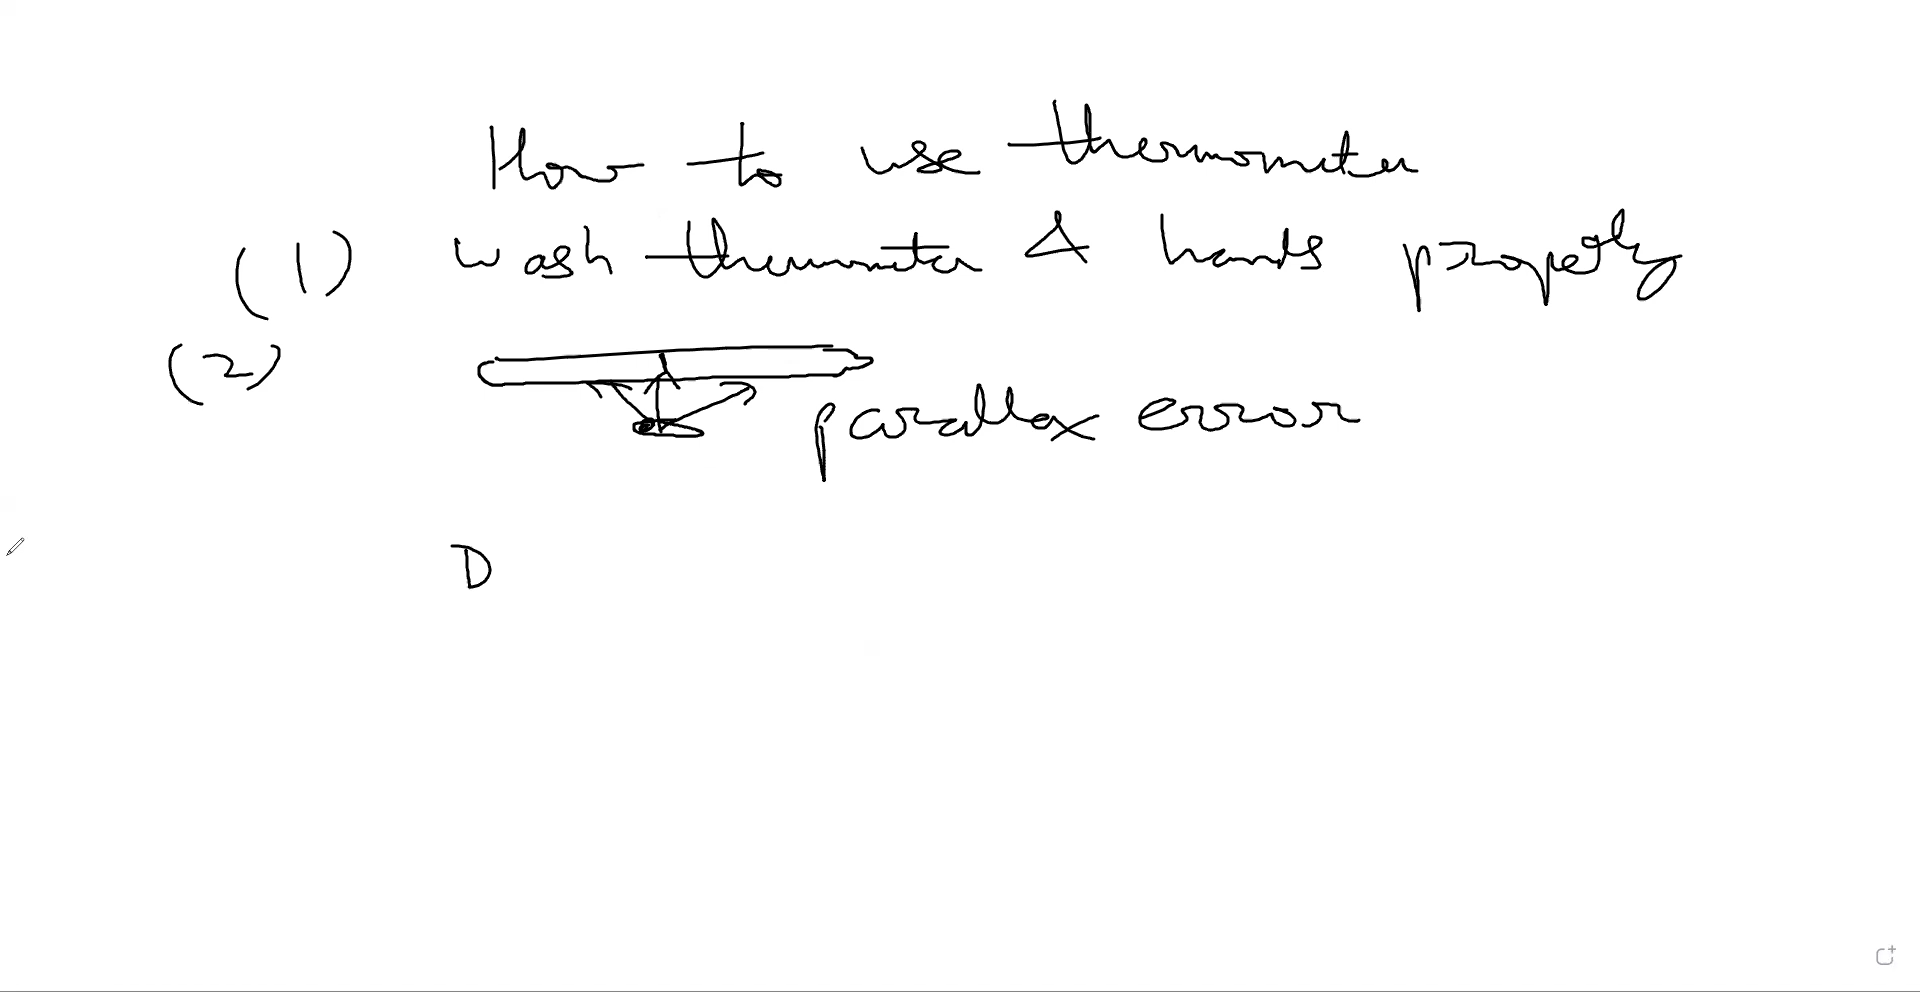 How to use thermometer
(1) wash thermometer & hands properly
(2)
parallax error
D